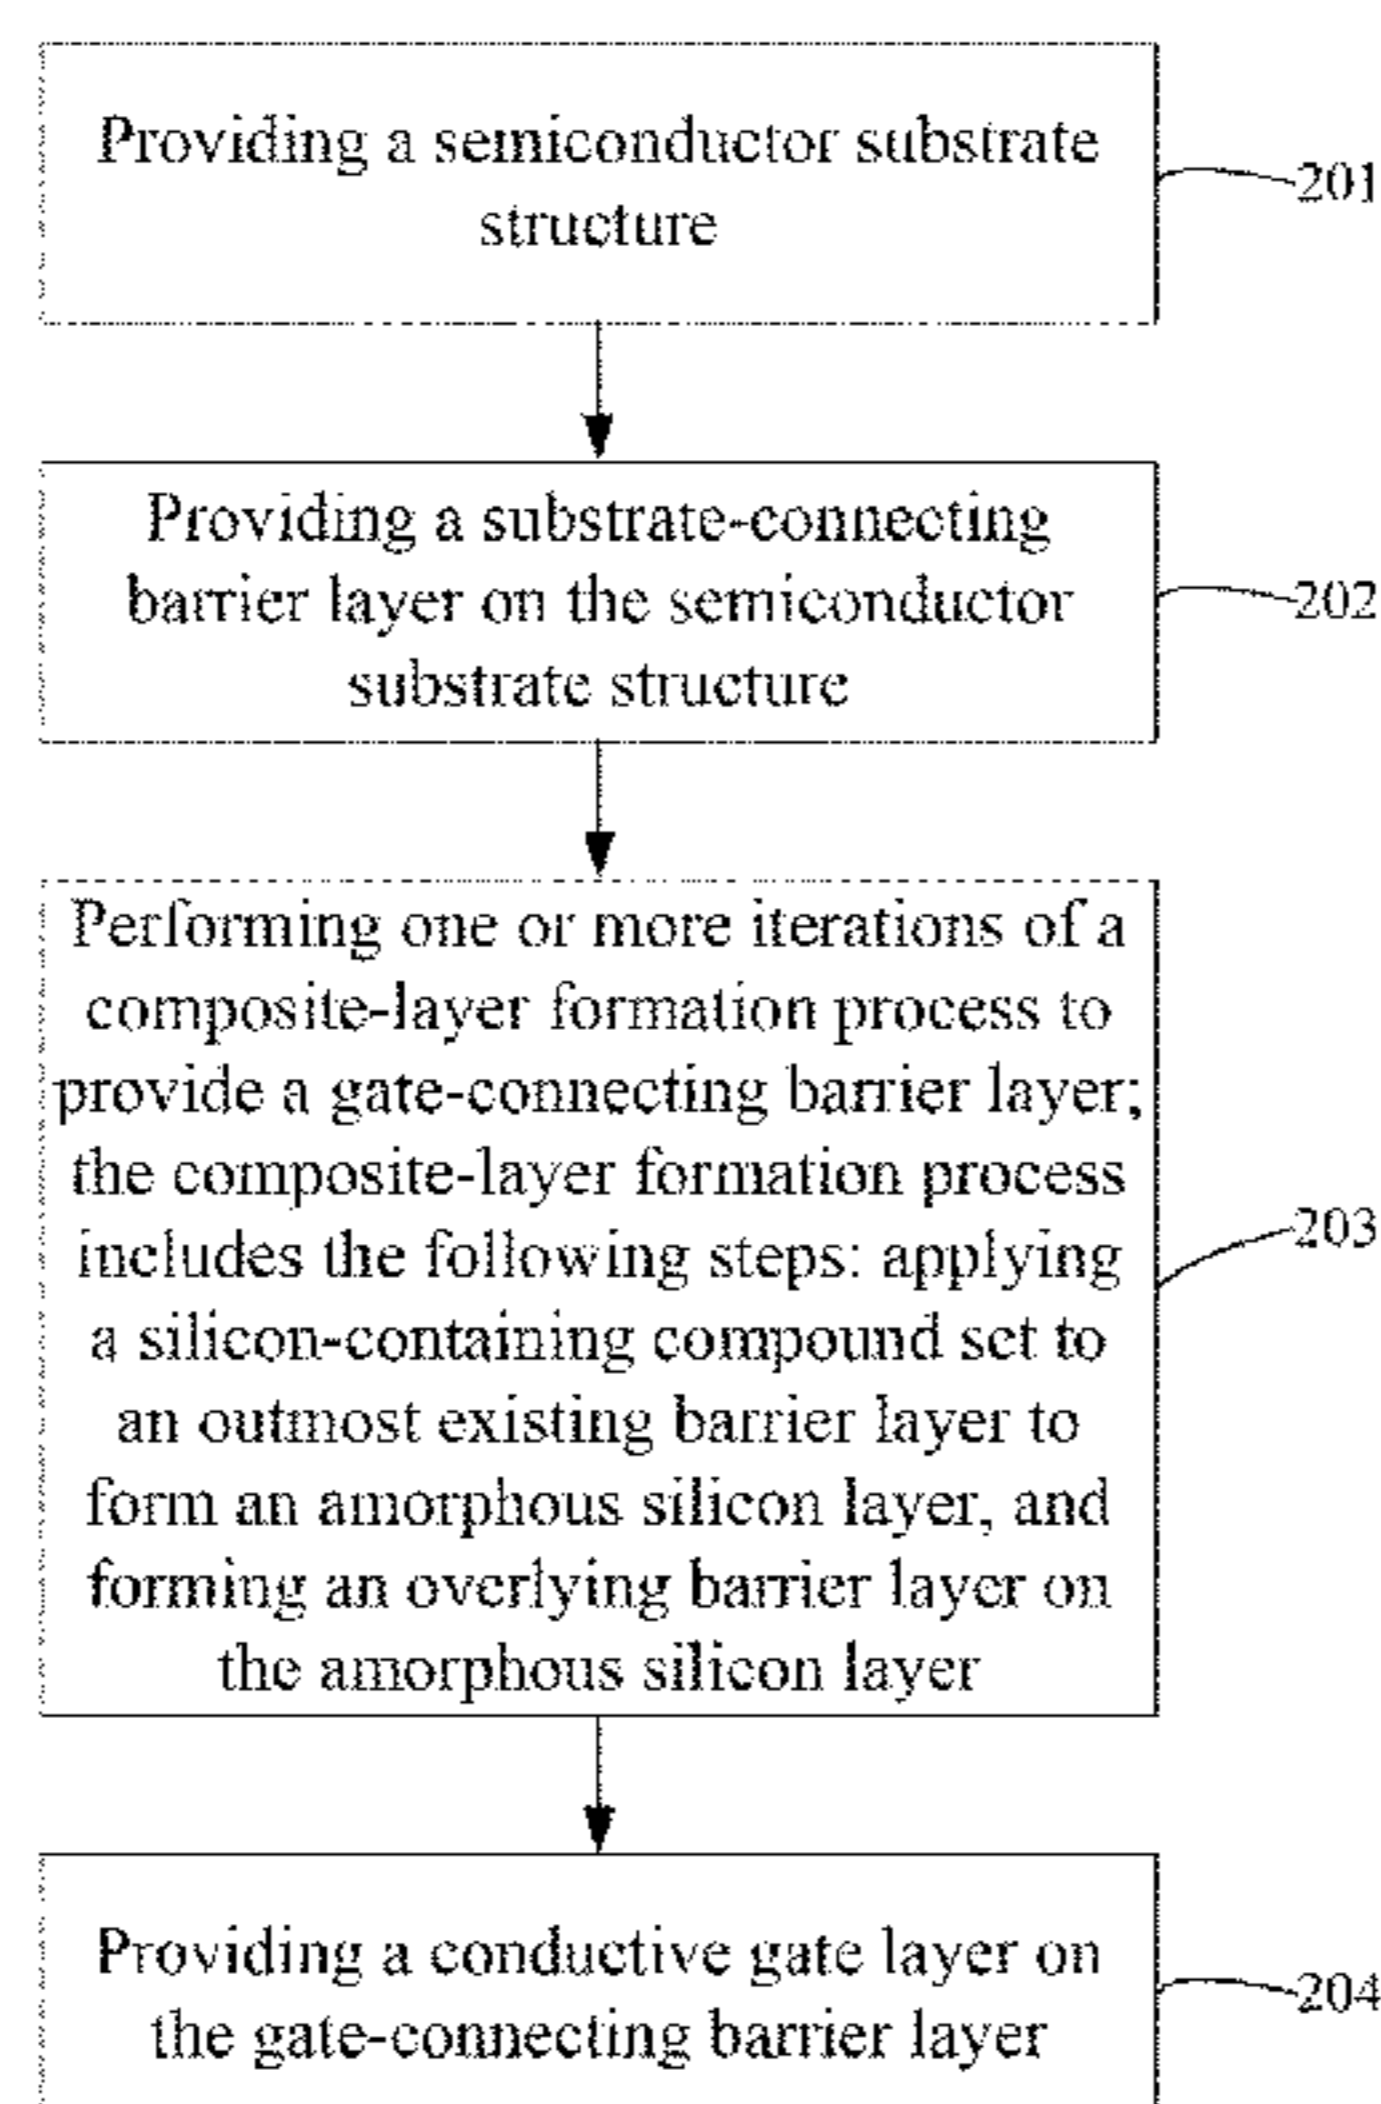 Providing a semiconductor substrate
structure
201
Providing a substrate-connecting
barrier layer on the semiconductor
substrate structure
202
Performing one or more iterations of a
composite-layer formation process to
provide a gate-connecting barrier layer;
the composite-layer formation process
includes the following steps: applying
a silicon-containing compound set to
an outmost existing barrier layer to
form an amorphous silicon layer, and
forming an overlying barrier layer on
the amorphous silicon layer
203
Providing a conductive gate layer on
the gate-connecting barrier layer
204